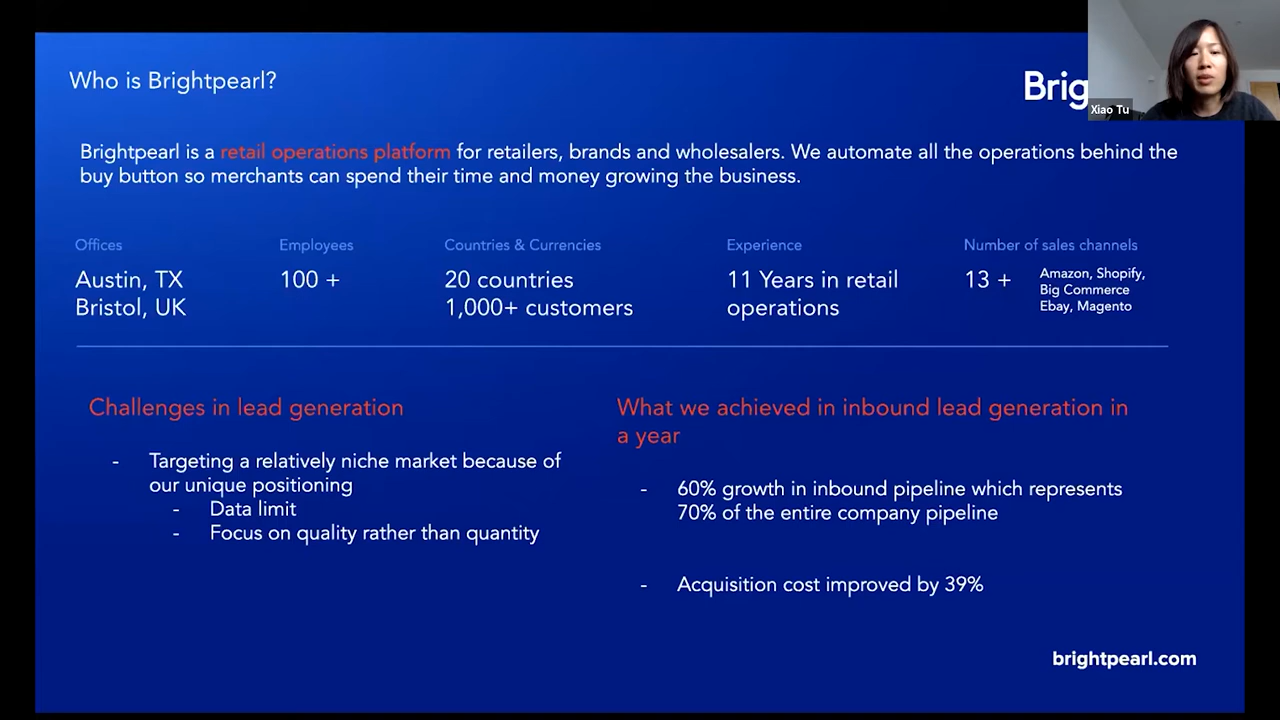 Who is Brightpearl?
Brig
Xiao Tu
Brightpearl is a retail operations platform for retailers, brands and wholesalers. We automate all the operations behind the
buy button so merchants can spend their time and money growing the business.
Offices
Austin, TX
Bristol, UK
Employees
100 +
Countries & Currencies
20 countries
1,000+ customers
Experience
11 Years in retail
operations
Number of sales channels
13 +
Amazon, Shopify,
Big Commerce
Ebay, Magento
Challenges in lead generation
- Targeting a relatively niche market because of
our unique positioning
- Data limit
- Focus on quality rather than quantity
What we achieved in inbound lead generation in
a year
- 60% growth in inbound pipeline which represents
70% of the entire company pipeline
- Acquisition cost improved by 39%
brightpearl.com